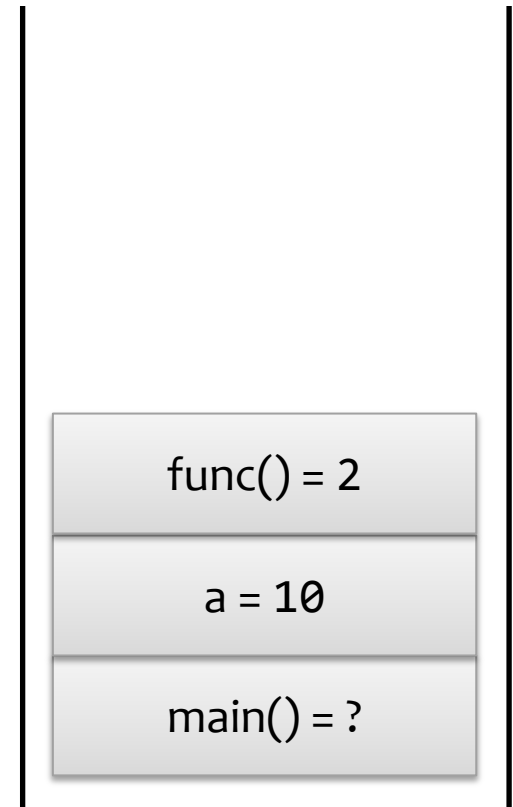 func() = 2
a = 10
main() = ?